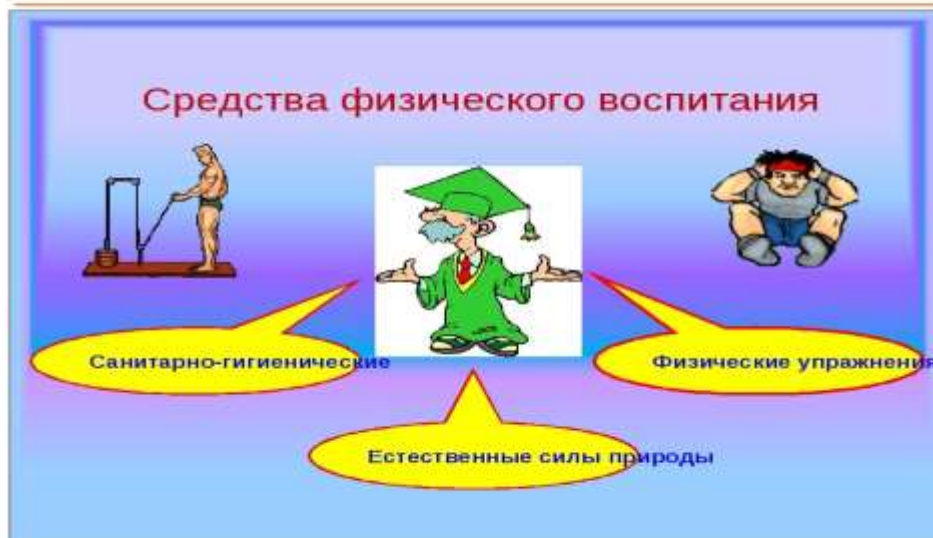 Средства физического воспитания
Санитарно-гигиенические
Физические упражнения
Естественные силы природы